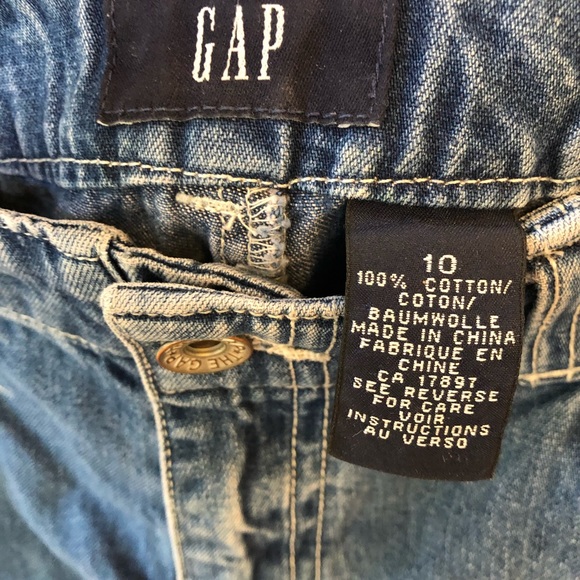 GAP
10
100% COTTON/
COTON/
BAUMWOLLE
MADE IN CHINA
FABRIQUE EN
CHINE
CA 17897
SEE REVERSE
FOR CARE
VOIR
INSTRUCTIONS
AU VERSO